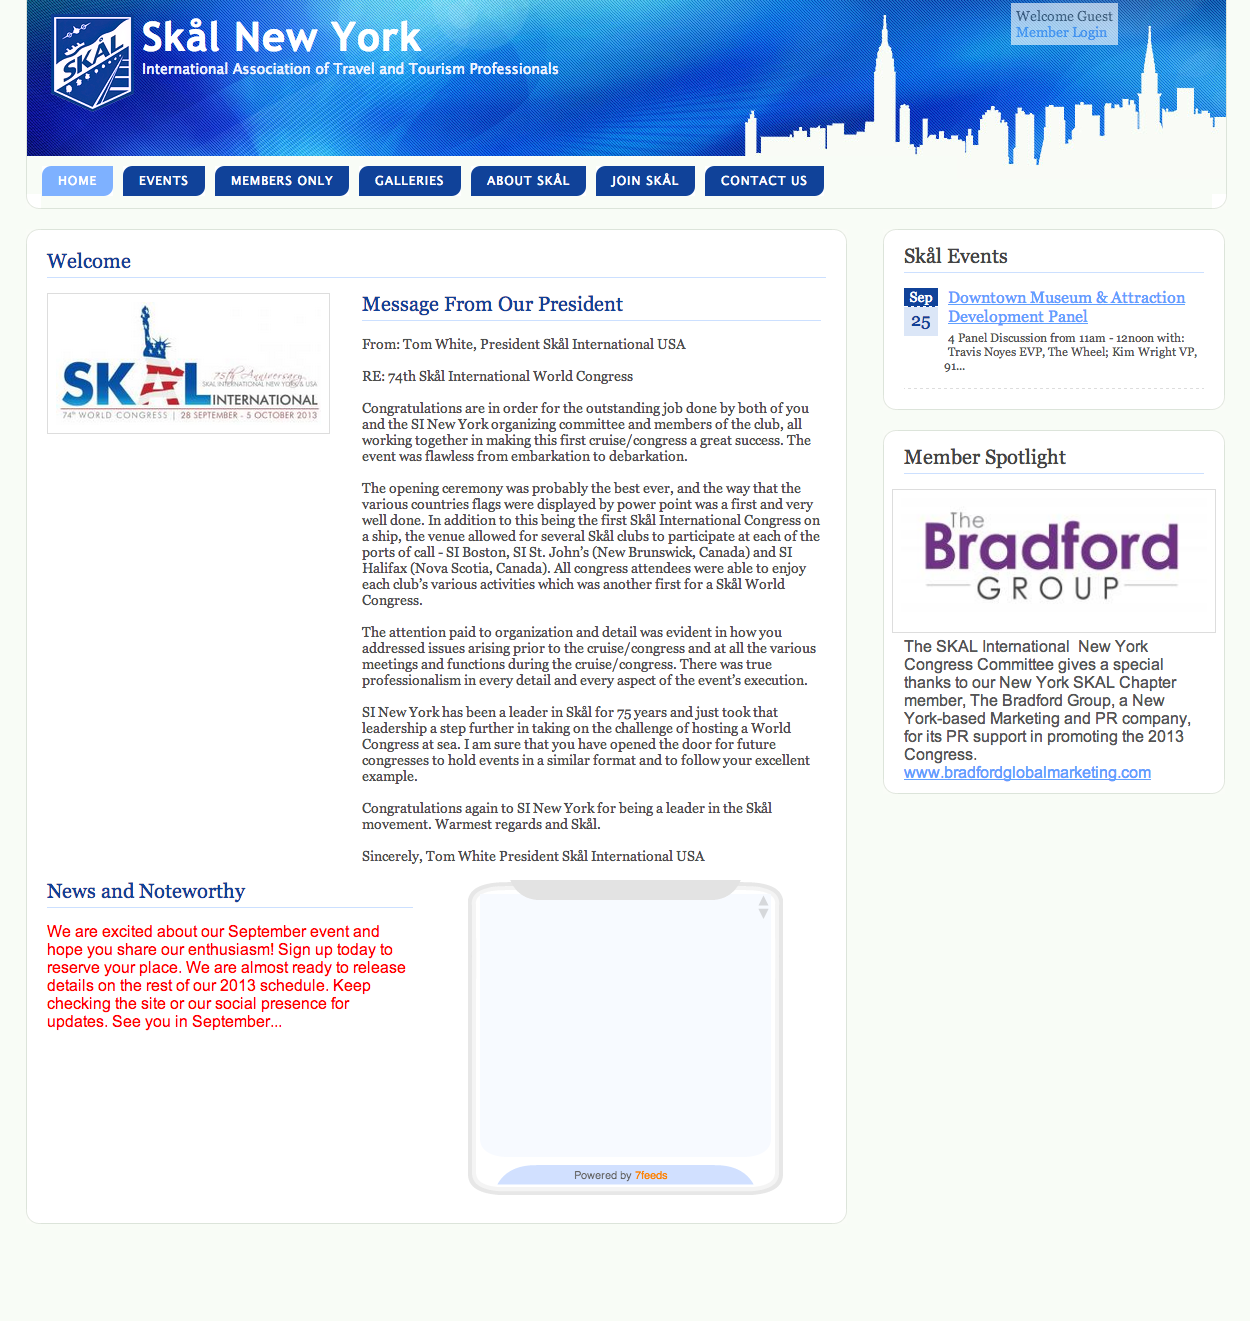 SKÅL
Skål New York
International Association of Travel and Tourism Professionals
Welcome Guest
Member Login
HOME
EVENTS
MEMBERS ONLY
GALLERIES
ABOUT SKÅL
JOIN SKÅL
CONTACT US
Welcome
SKAL
75th Anniversary
SKAL INTERNATIONAL NEW YORK & USA
INTERNATIONAL
74TH WORLD CONGRESS | 28 SEPTEMBER - 5 OCTOBER 2013
Message From Our President
From: Tom White, President Skål International USA
RE: 74th Skål International World Congress
Congratulations are in order for the outstanding job done by both of you
and the SI New York organizing committee and members of the club, all
working together in making this first cruise/congress a great success. The
event was flawless from embarkation to debarkation.
The opening ceremony was probably the best ever, and the way that the
various countries flags were displayed by power point was a first and very
well done. In addition to this being the first Skål International Congress on
a ship, the venue allowed for several Skål clubs to participate at each of the
ports of call - SI Boston, SI St. John’s (New Brunswick, Canada) and SI
Halifax (Nova Scotia, Canada). All congress attendees were able to enjoy
each club’s various activities which was another first for a Skål World
Congress.
The attention paid to organization and detail was evident in how you
addressed issues arising prior to the cruise/congress and at all the various
meetings and functions during the cruise/congress. There was true
professionalism in every detail and every aspect of the event’s execution.
SI New York has been a leader in Skål for 75 years and just took that
leadership a step further in taking on the challenge of hosting a World
Congress at sea. I am sure that you have opened the door for future
congresses to hold events in a similar format and to follow your excellent
example.
Congratulations again to SI New York for being a leader in the Skål
movement. Warmest regards and Skål.
Sincerely, Tom White President Skål International USA
News and Noteworthy
We are excited about our September event and
hope you share our enthusiasm! Sign up today to
reserve your place. We are almost ready to release
details on the rest of our 2013 schedule. Keep
checking the site or our social presence for
updates. See you in September...
Powered by 7feeds
Skål Events
Sep
25
Downtown Museum & Attraction
Development Panel
4 Panel Discussion from 11am - 12noon with:
Travis Noyes EVP, The Wheel; Kim Wright VP,
91...
Member Spotlight
The
Bradford
GROUP
The SKAL International  New York
Congress Committee gives a special
thanks to our New York SKAL Chapter
member, The Bradford Group, a New
York-based Marketing and PR company,
for its PR support in promoting the 2013
Congress.
www.bradfordglobalmarketing.com